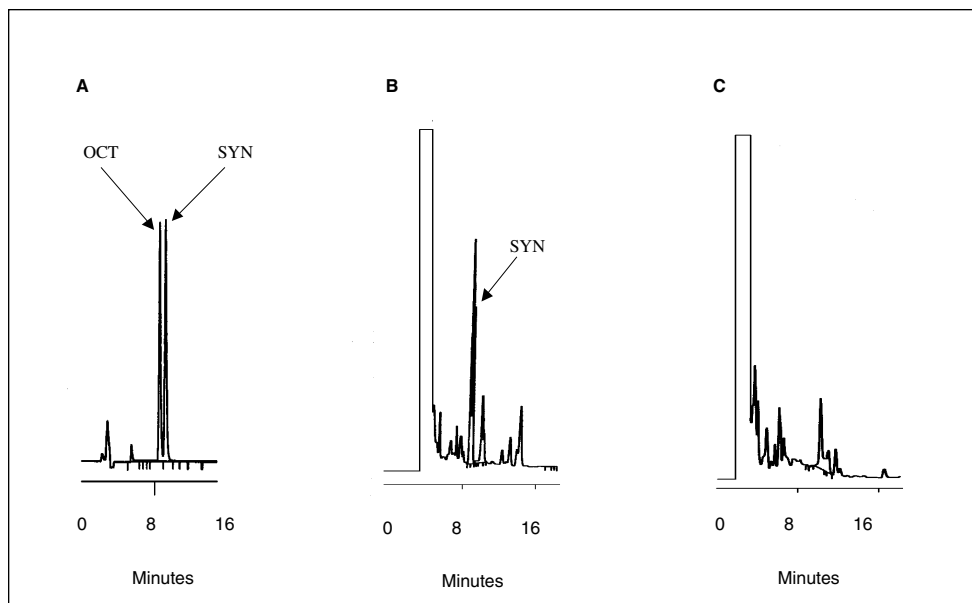 A
B
C
OCT
SYN
SYN
0 8 16
0 8 16
0 8 16
Minutes
Minutes
Minutes